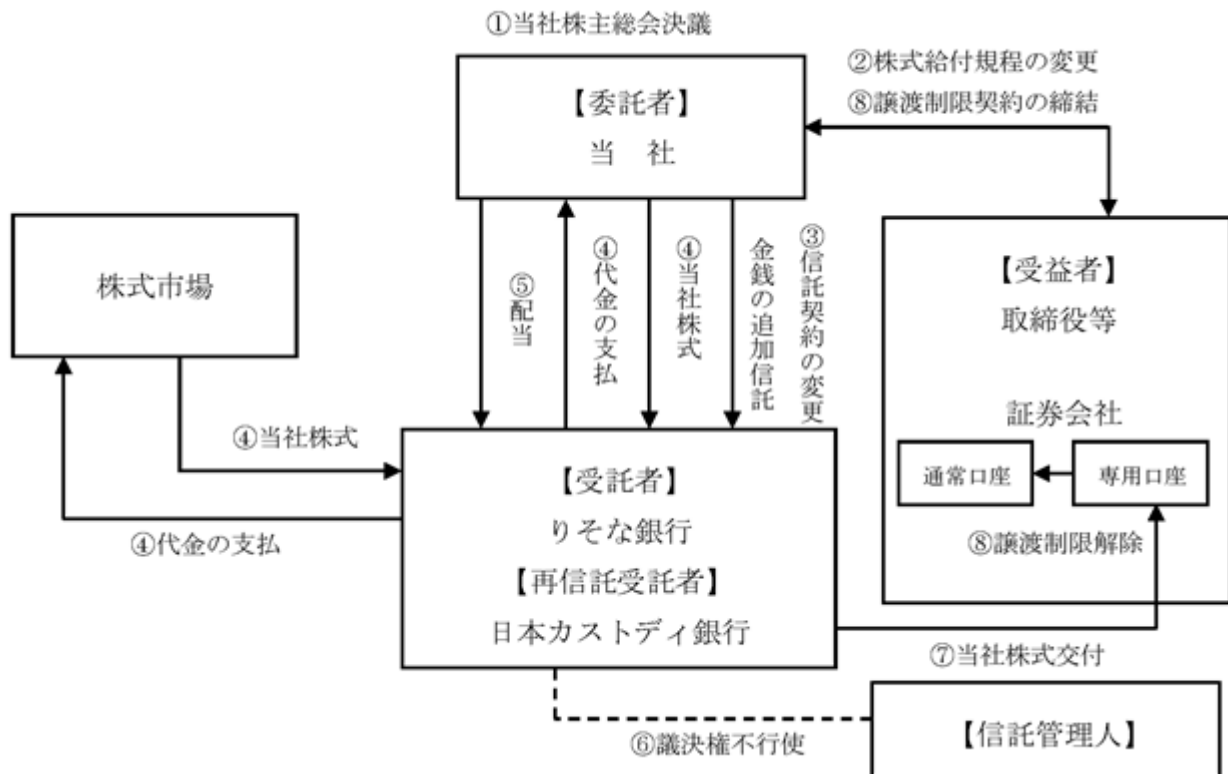 ①当社株主総会決議
②株式給付規程の変更
⑧譲渡制限契約の締結
【委託者】
当 社
株式市場
⑤配当
④代金の支払
④当社株式
金銭の追加信託
③信託契約の変更
【受益者】
取締役等
証券会社
通常口座
専用口座
⑧譲渡制限解除
④当社株式
④代金の支払
【受託者】
りそな銀行
【再信託受託者】
日本カストディ銀行
⑦当社株式交付
⑥議決権不行使
【信託管理人】